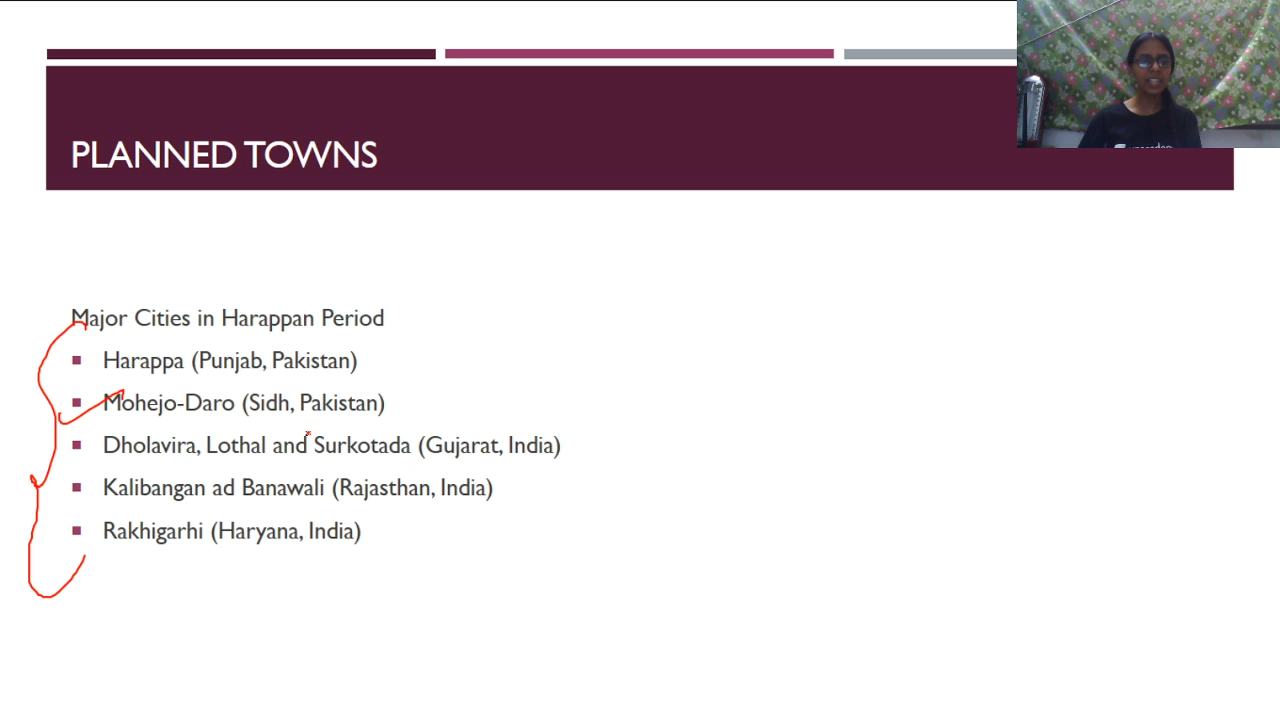 PLANNED TOWNS
Major Cities in Harappan Period
Harappa (Punjab, Pakistan)
Mohejo-Daro (Sidh, Pakistan)
Dholavira, Lothal and Surkotada (Gujarat, India)
Kalibangan ad Banawali (Rajasthan, India)
Rakhigarhi (Haryana, India)